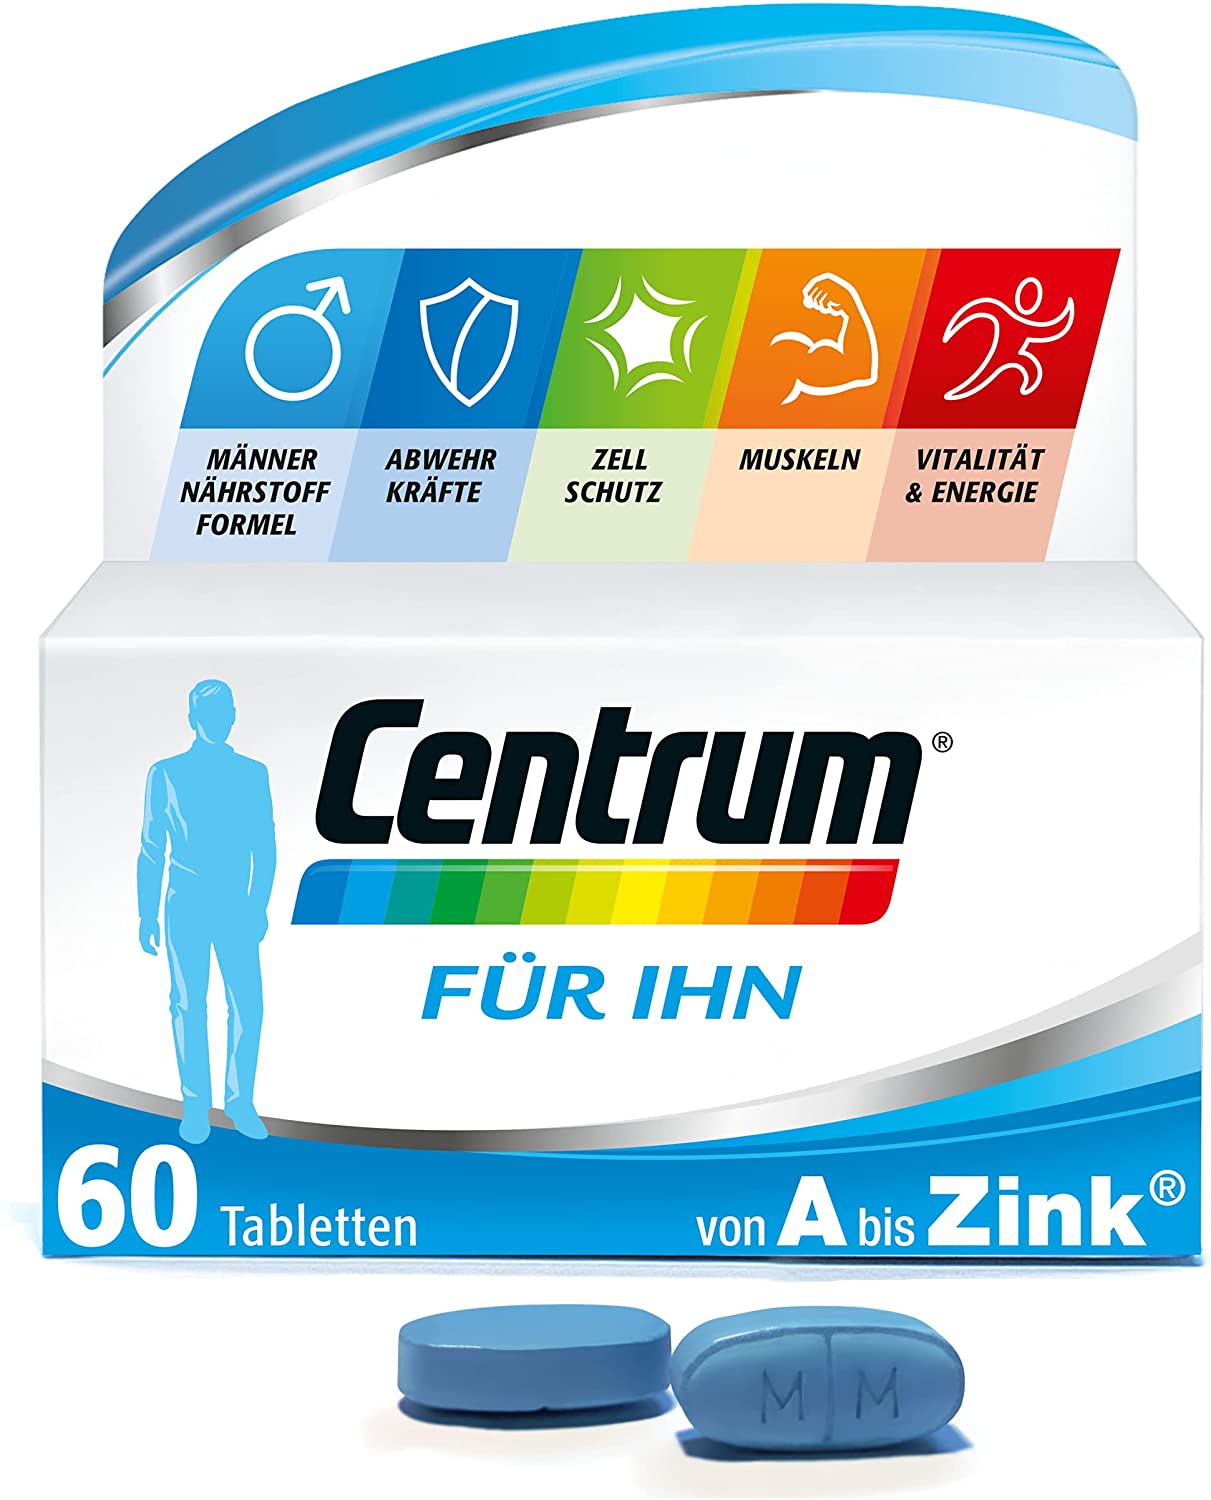 MÄNNER
NÄHRSTOFF
FORMEL
ABWEHR
KRÄFTE
ZELL
SCHUTZ
MUSKELN
VITALITÄT
& ENERGIE
Centrum®
FÜR IHN
60 Tabletten
von A bis Zink®
M M